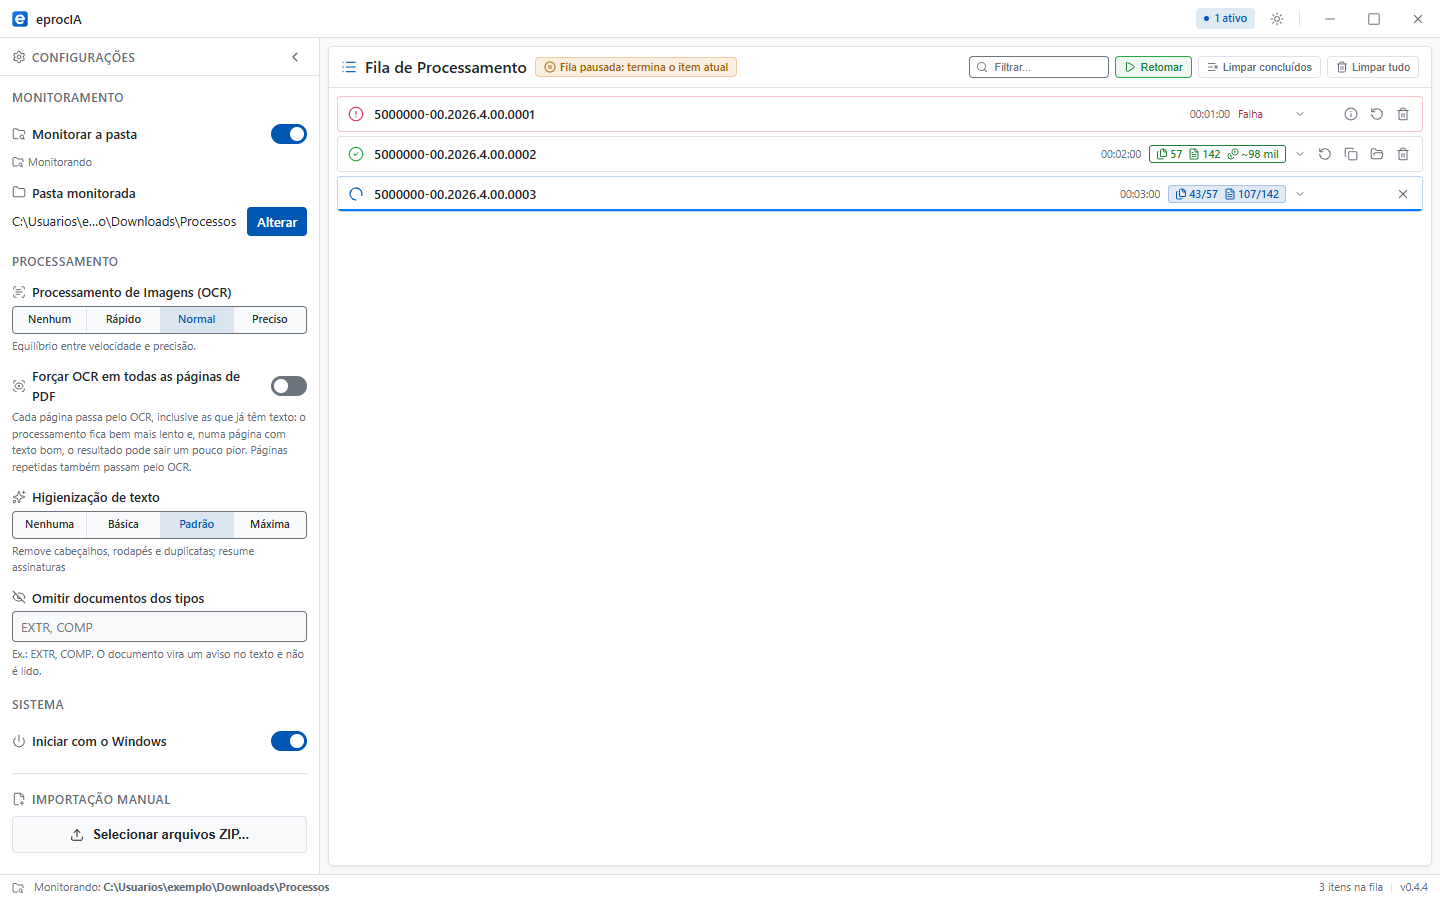 eprocIA
1 ativo
CONFIGURAÇÕES
MONITORAMENTO
Monitorar a pasta
Monitorando
Pasta monitorada
C:\Usuarios\e...o\Downloads\Processos
Alterar
PROCESSAMENTO
Processamento de Imagens (OCR)
Nenhum Rápido Normal Preciso
Equilíbrio entre velocidade e precisão.
Forçar OCR em todas as páginas de
PDF
Cada página passa pelo OCR, inclusive as que já têm texto: o
processamento fica bem mais lento e, numa página com
texto bom, o resultado pode sair um pouco pior. Páginas
repetidas também passam pelo OCR.
Higienização de texto
Nenhuma Básica Padrão Máxima
Remove cabeçalhos, rodapés e duplicatas; resume
assinaturas
Omitir documentos dos tipos
EXTR, COMP
Ex.: EXTR, COMP. O documento vira um aviso no texto e não
é lido.
SISTEMA
Iniciar com o Windows
IMPORTAÇÃO MANUAL
Selecionar arquivos ZIP...
Fila de Processamento
Fila pausada: termina o item atual
Filtrar...
Retomar
Limpar concluídos
Limpar tudo
5000000-00.2026.4.00.0001 00:01:00 Falha
5000000-00.2026.4.00.0002 00:02:00 57 142 ~98 mil
5000000-00.2026.4.00.0003 00:03:00 43/57 107/142
Monitorando: C:\Usuarios\exemplo\Downloads\Processos
3 itens na fila
v0.4.4